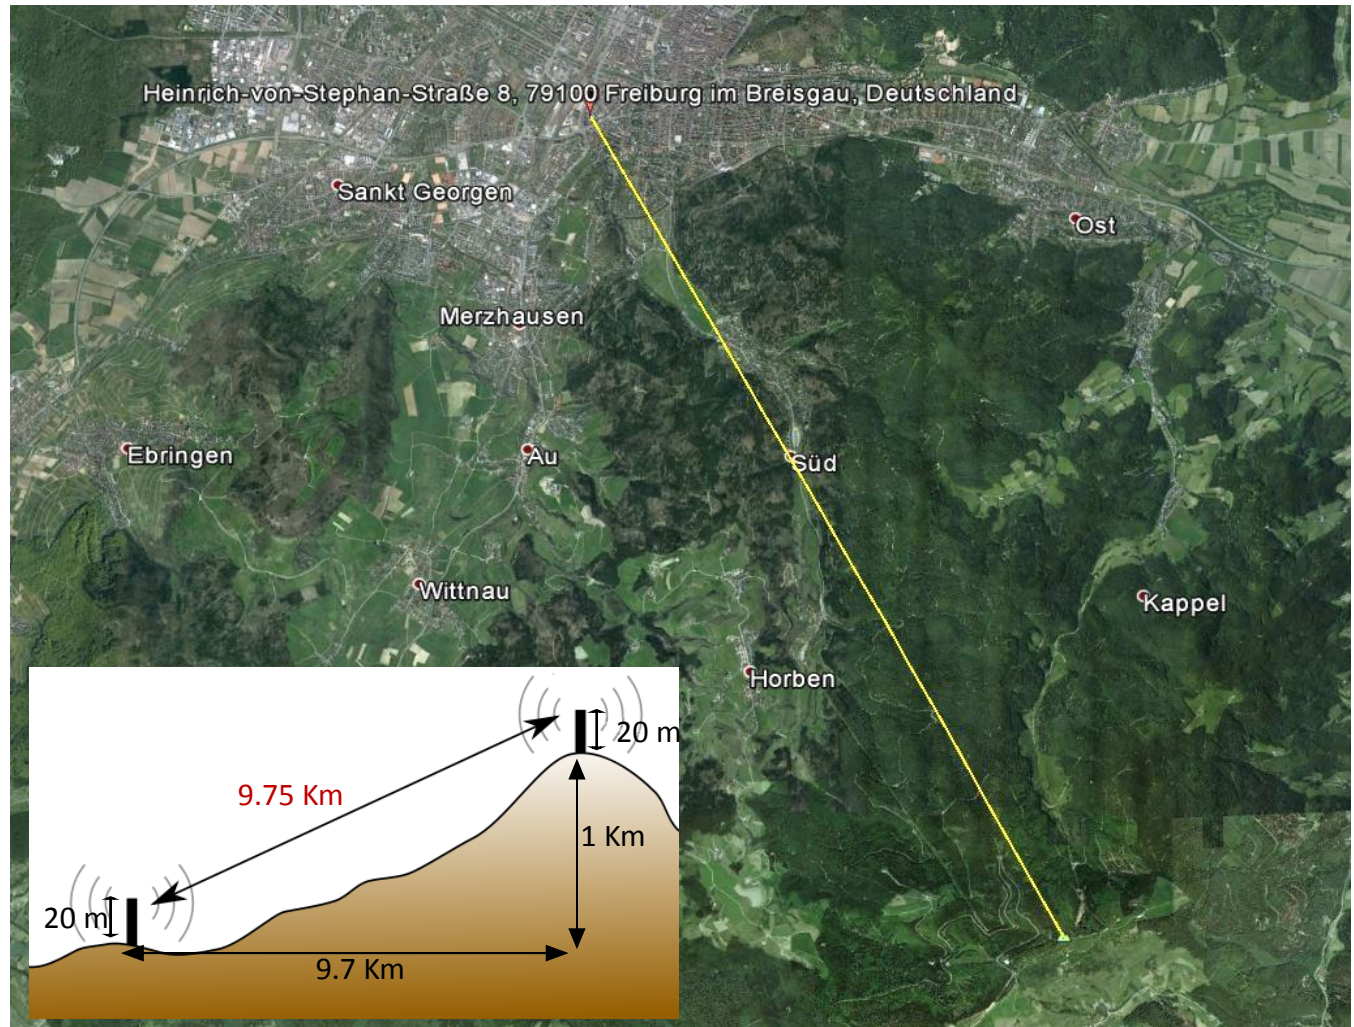 Heinrich-von-Stephan-Straße 8, 79100 Freiburg im Breisgau, Deutschland
Sankt Georgen
Ost
Merzhausen
Ebringen
Au
Süd
Wittnau
Kappel
Horben
20 m
9.75 Km
1 Km
20 m
9.7 Km